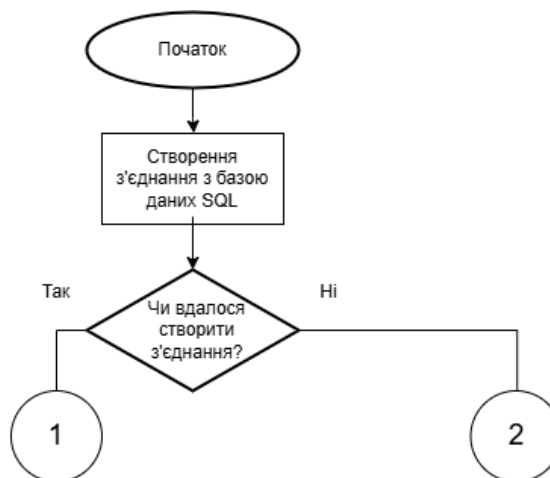 Початок
Створення
з'єднання з базою
даних SQL
Так
Ні
Чи вдалося
створити
з'єднання?
1
2